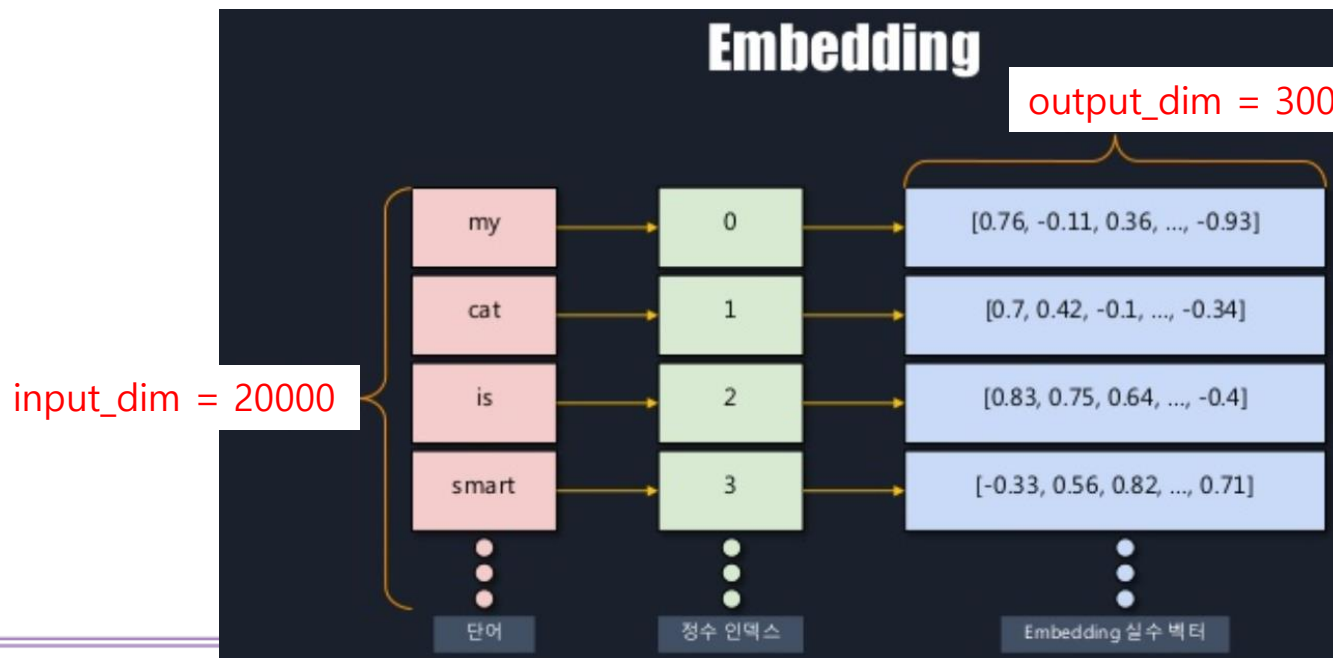 Embedding
output_dim = 300
my
0
[0.76, -0.11, 0.36, ..., -0.93]
cat
1
[0.7, 0.42, -0.1, ..., -0.34]
input_dim = 20000
is
2
[0.83, 0.75, 0.64, ..., -0.4]
smart
3
[-0.33, 0.56, 0.82, ..., 0.71]
단어
정수 인덱스
Embedding 실수 벡터